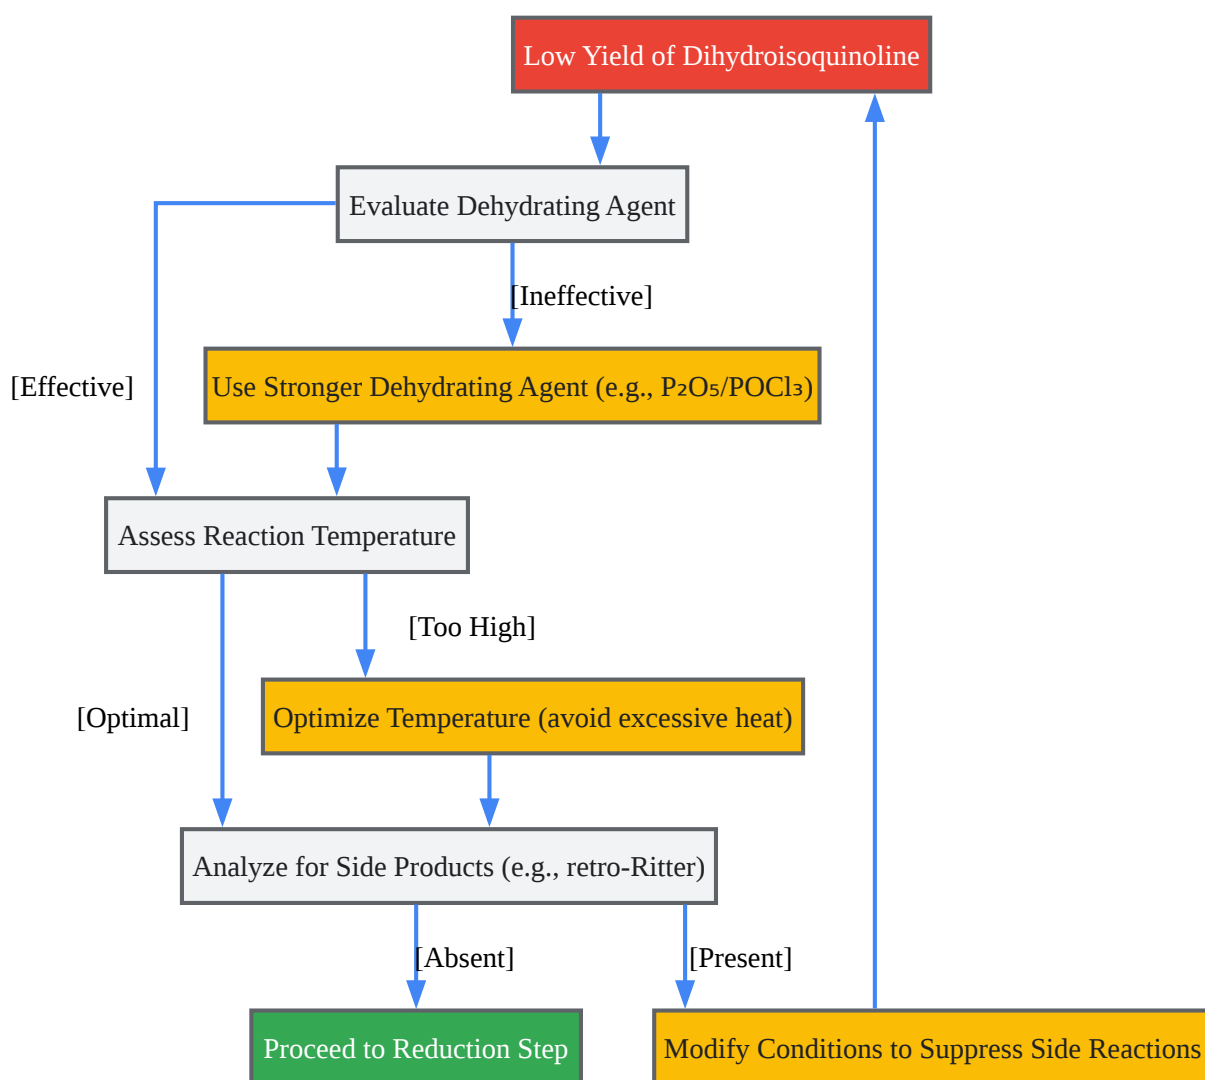 Low Yield of Dihydroisoquinoline
Evaluate Dehydrating Agent
[Ineffective]
[Effective]
Use Stronger Dehydrating Agent (e.g., P₂O₅/POCl₃)
Assess Reaction Temperature
[Too High]
[Optimal]
Optimize Temperature (avoid excessive heat)
Analyze for Side Products (e.g., retro-Ritter)
[Absent]
[Present]
Proceed to Reduction Step
Modify Conditions to Suppress Side Reactions